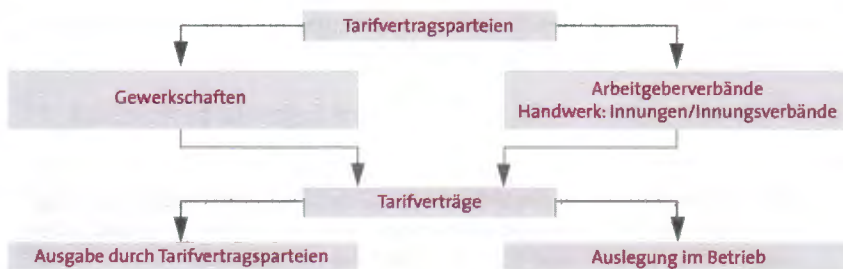 Tarifvertragsparteien
Gewerkschaften
Arbeitgeberverbände
Handwerk: Innungen/Innungsverbände
Tarifverträge
Ausgabe durch Tarifvertragsparteien
Auslegung im Betrieb